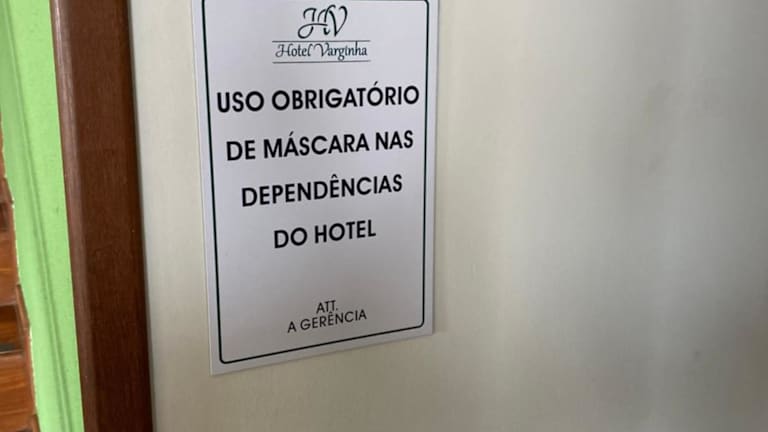 HV
Hotel Varginha
USO OBRIGATÓRIO
DE MÁSCARA NAS
DEPENDÊNCIAS
DO HOTEL
ATT.
A GERÊNCIA